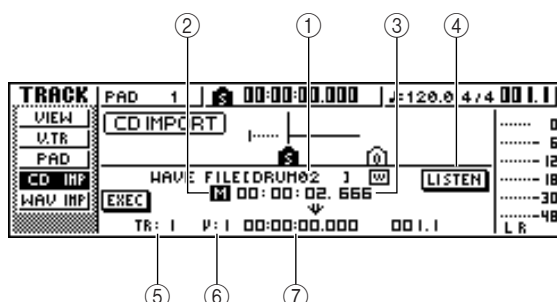 ② ① ③ ④
TRACK PAD 1 S 00:00:00.000 ♩=120.0 4/4 001.1
VIEW
V.TR
PAD
CD IMP
WAV IMP
CD IMPORT
S 0
WAVE FILE[DRUM02 ] W LISTEN
EXEC M 00:00:02.666
TR: 1 V: 1 00:00:00.000 001.1
0
6
12
18
30
48
L R
⑤ ⑥ ⑦